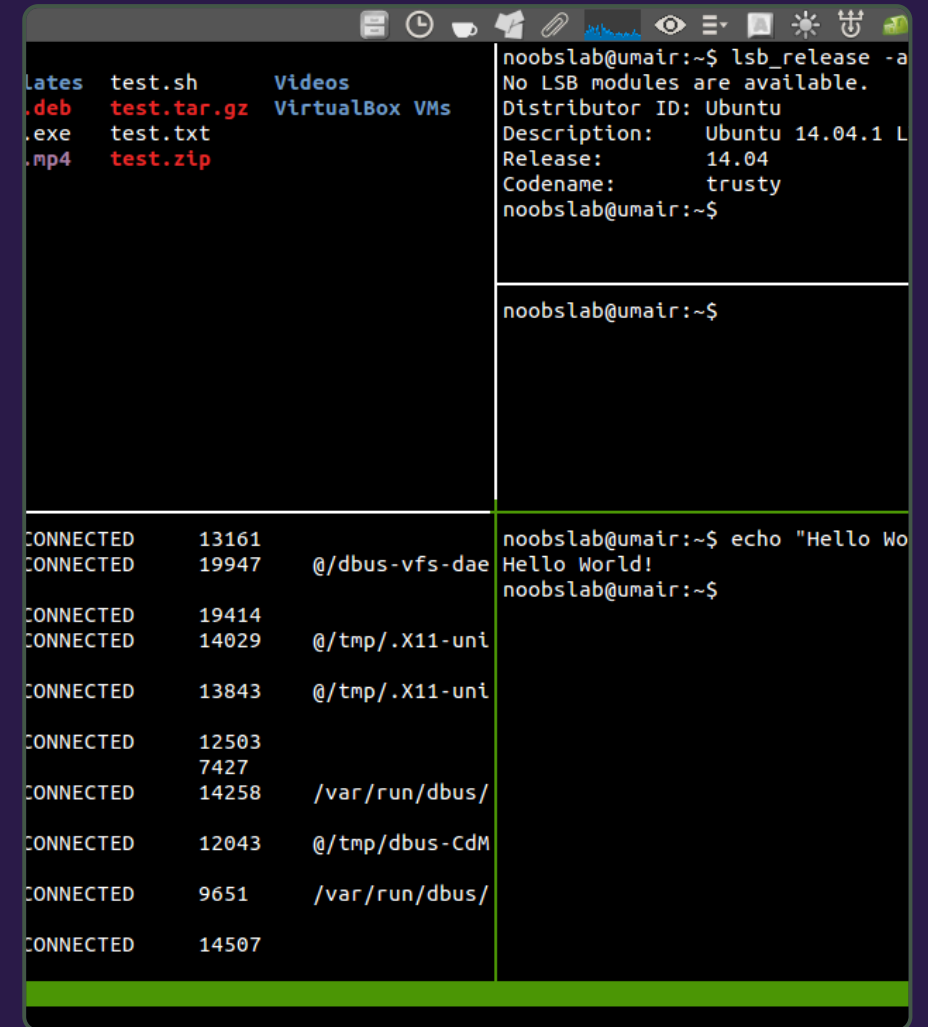 lates test.sh Videos
.deb test.tar.gz VirtualBox VMs
.exe test.txt
.mp4 test.zip
noobslab@umair:~$ lsb_release -a
No LSB modules are available.
Distributor ID: Ubuntu
Description: Ubuntu 14.04.1 L
Release: 14.04
Codename: trusty
noobslab@umair:~$
noobslab@umair:~$
CONNECTED 13161
CONNECTED 19947 @/dbus-vfs-dae
CONNECTED 19414
CONNECTED 14029 @/tmp/.X11-uni
CONNECTED 13843 @/tmp/.X11-uni
CONNECTED 12503
7427
CONNECTED 14258 /var/run/dbus/
CONNECTED 12043 @/tmp/dbus-CdM
CONNECTED 9651 /var/run/dbus/
CONNECTED 14507
noobslab@umair:~$ echo "Hello Wo
Hello World!
noobslab@umair:~$